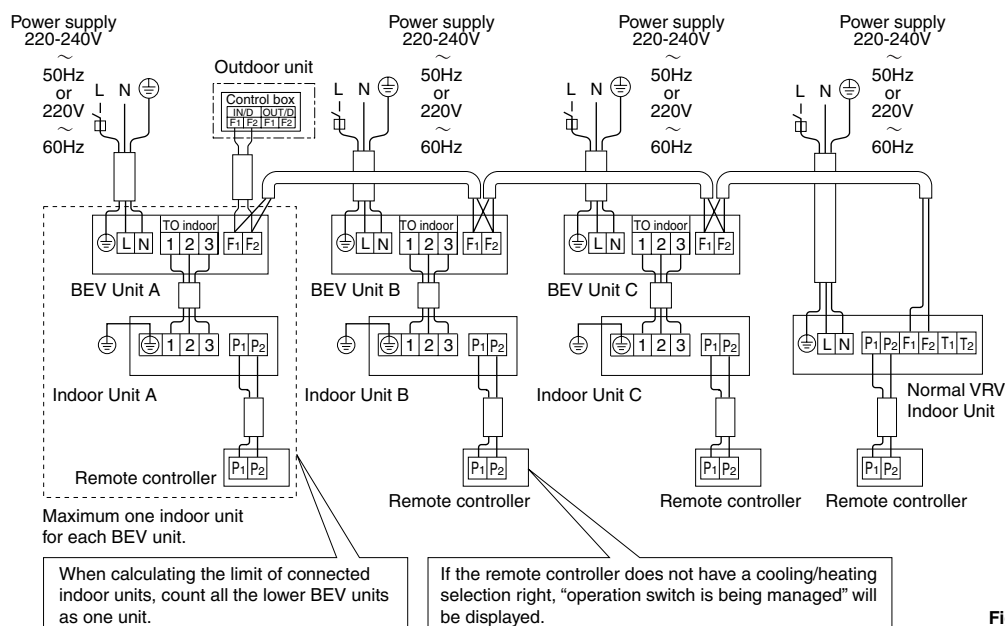 Power supply
220-240V
~
50Hz
or
220V
~
60Hz
L N
Outdoor unit
Control box
IN/D OUT/D
F1 F2 F1 F2
Power supply
220-240V
~
50Hz
or
220V
~
60Hz
L N
Power supply
220-240V
~
50Hz
or
220V
~
60Hz
L N
Power supply
220-240V
~
50Hz
or
220V
~
60Hz
L N
L N
TO indoor
1 2 3
F1 F2
BEV Unit A
L N
TO indoor
1 2 3
F1 F2
BEV Unit B
L N
TO indoor
1 2 3
F1 F2
BEV Unit C
1 2 3
P1 P2
Indoor Unit A
1 2 3
P1 P2
Indoor Unit B
1 2 3
P1 P2
Indoor Unit C
L N
P1 P2 F1 F2 T1 T2
Normal VRV
Indoor Unit
P1 P2
Remote controller
P1 P2
Remote controller
P1 P2
Remote controller
P1 P2
Remote controller
Maximum one indoor unit
for each BEV unit.
When calculating the limit of connected
indoor units, count all the lower BEV units
as one unit.
If the remote controller does not have a cooling/heating
selection right, “operation switch is being managed” will
be displayed.
Fi